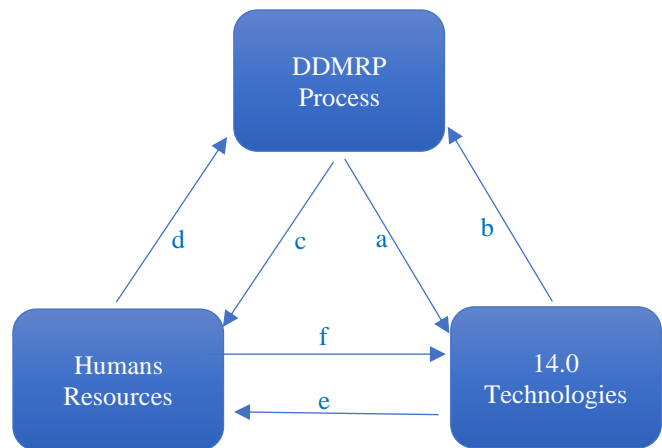 DDMRP
Process
d
c
a
b
f
Humans
Resources
14.0
Technologies
e